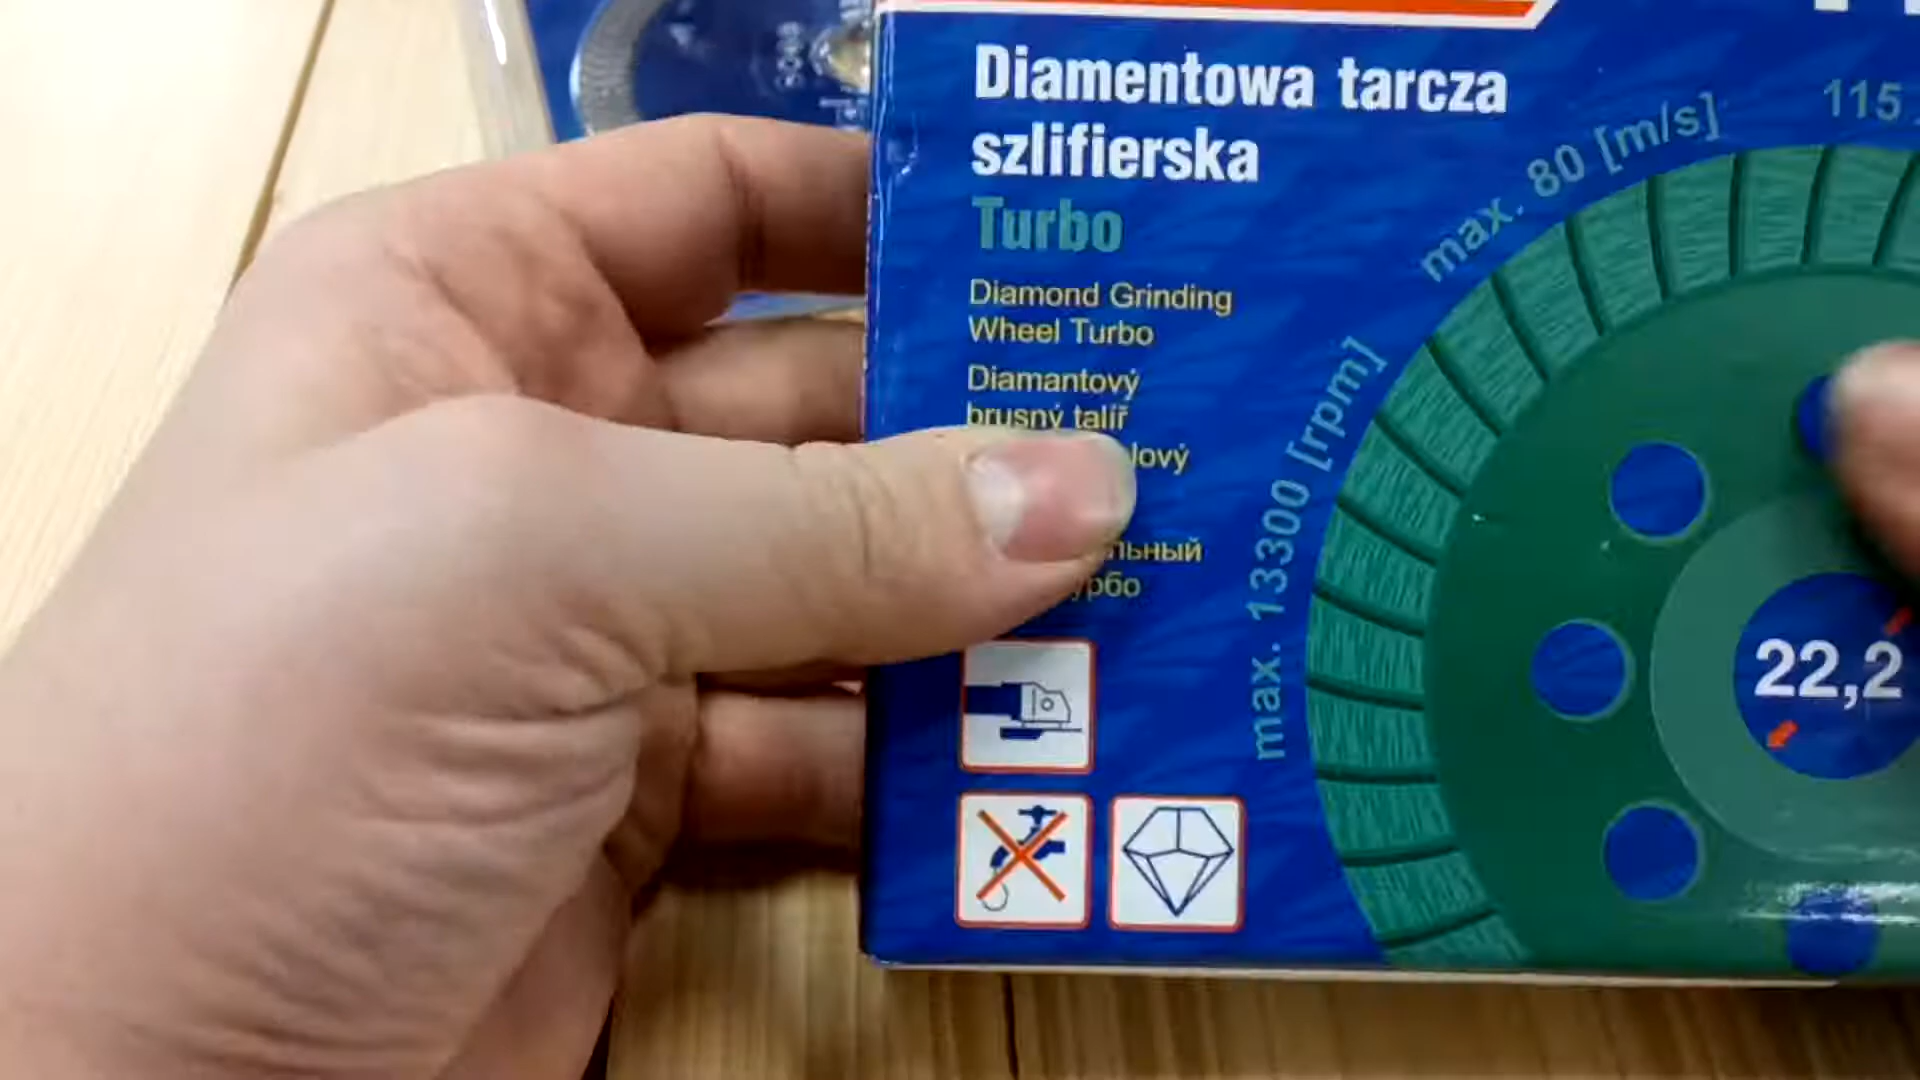 Diamentowa tarcza
szlifierska
Turbo
Diamond Grinding
Wheel Turbo
Diamantový
brusný talíř
max. 13300 [rpm]
max. 80 [m/s]
115
22,2